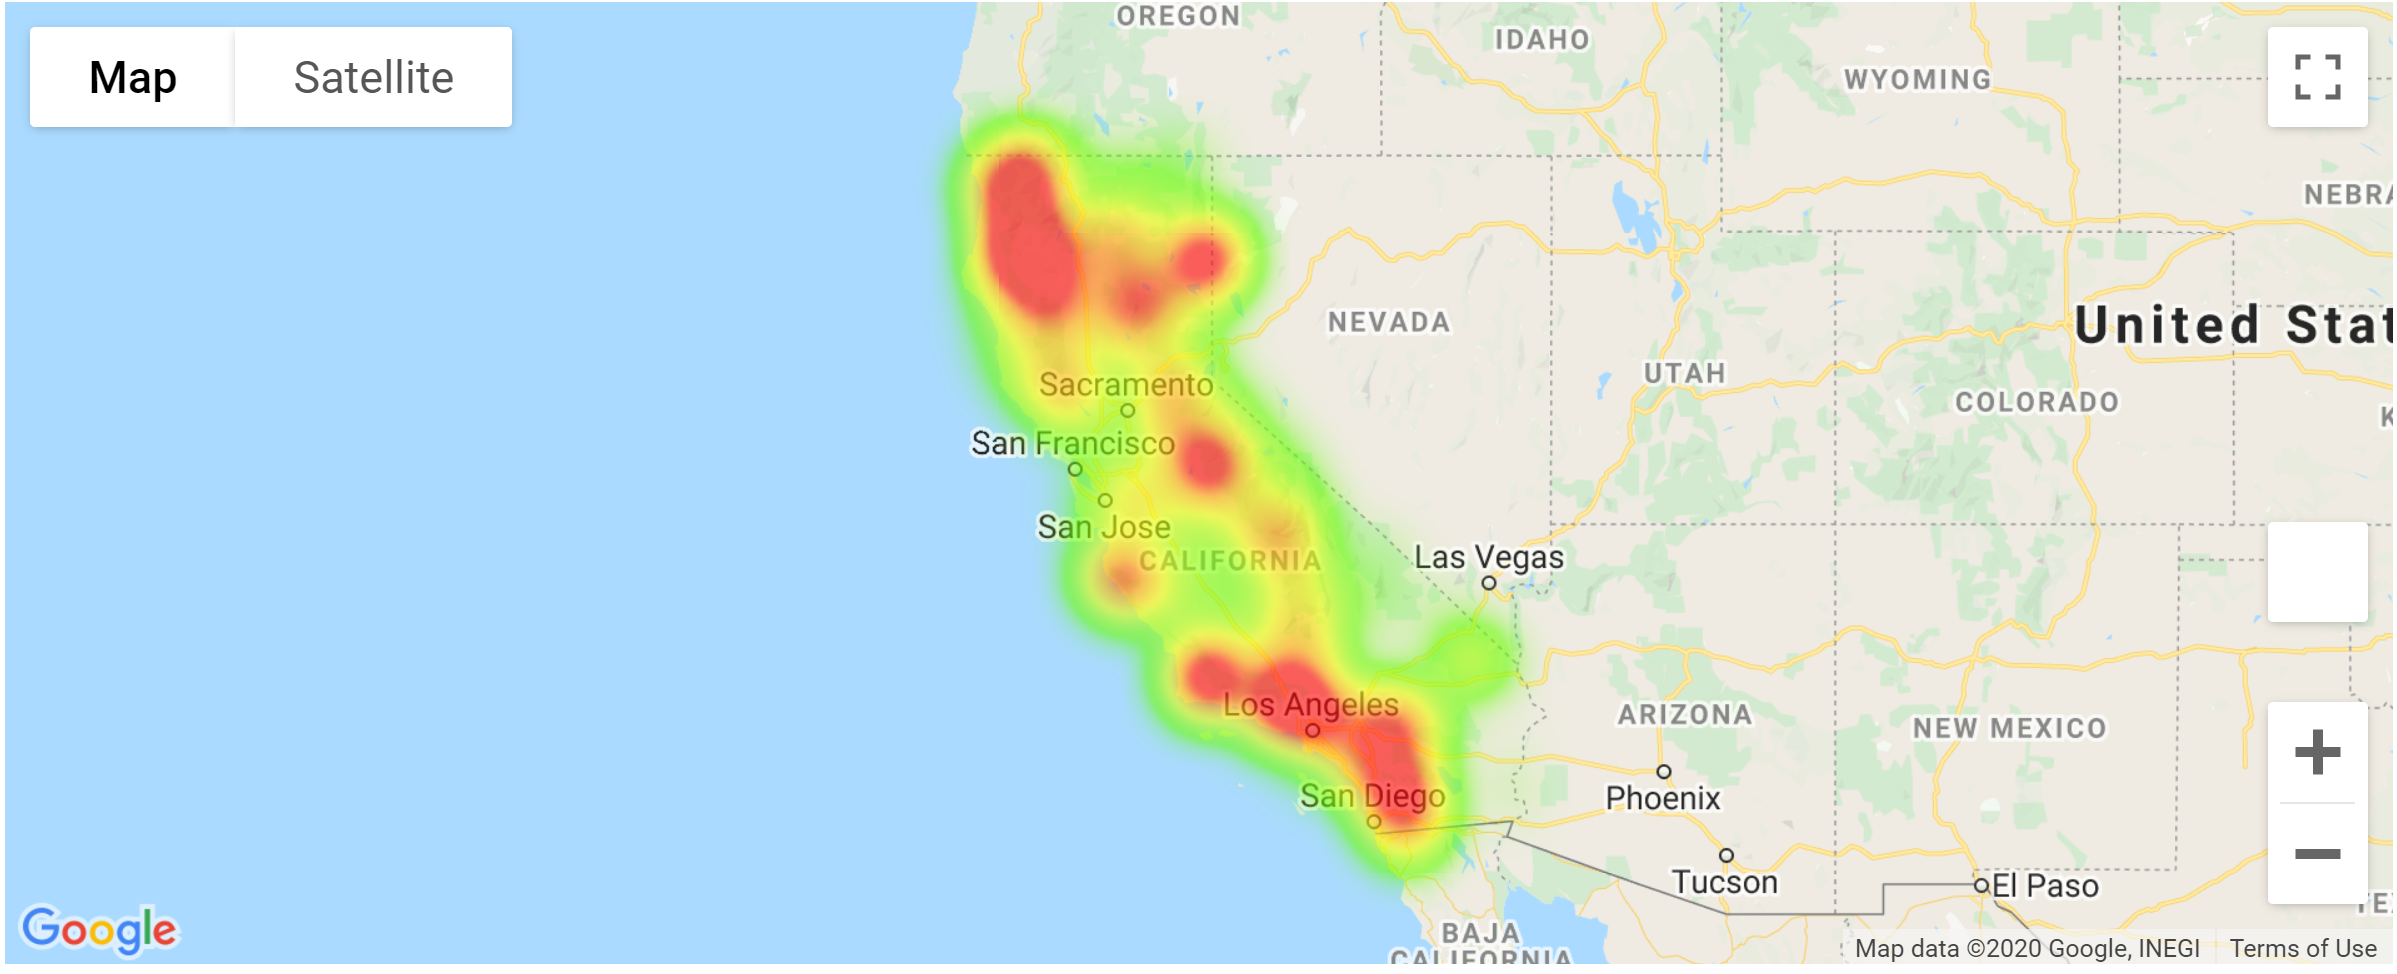 Map
Satellite
OREGON
IDAHO
WYOMING
NEBRA
NEVADA
United Stat
UTAH
COLORADO
K
Sacramento
San Francisco
San Jose
CALIFORNIA
Las Vegas
Los Angeles
ARIZONA
NEW MEXICO
San Diego
Phoenix
Tucson
El Paso
TEX
BAJA
CALIFORNIA
Google
Map data ©2020 Google, INEGI
Terms of Use